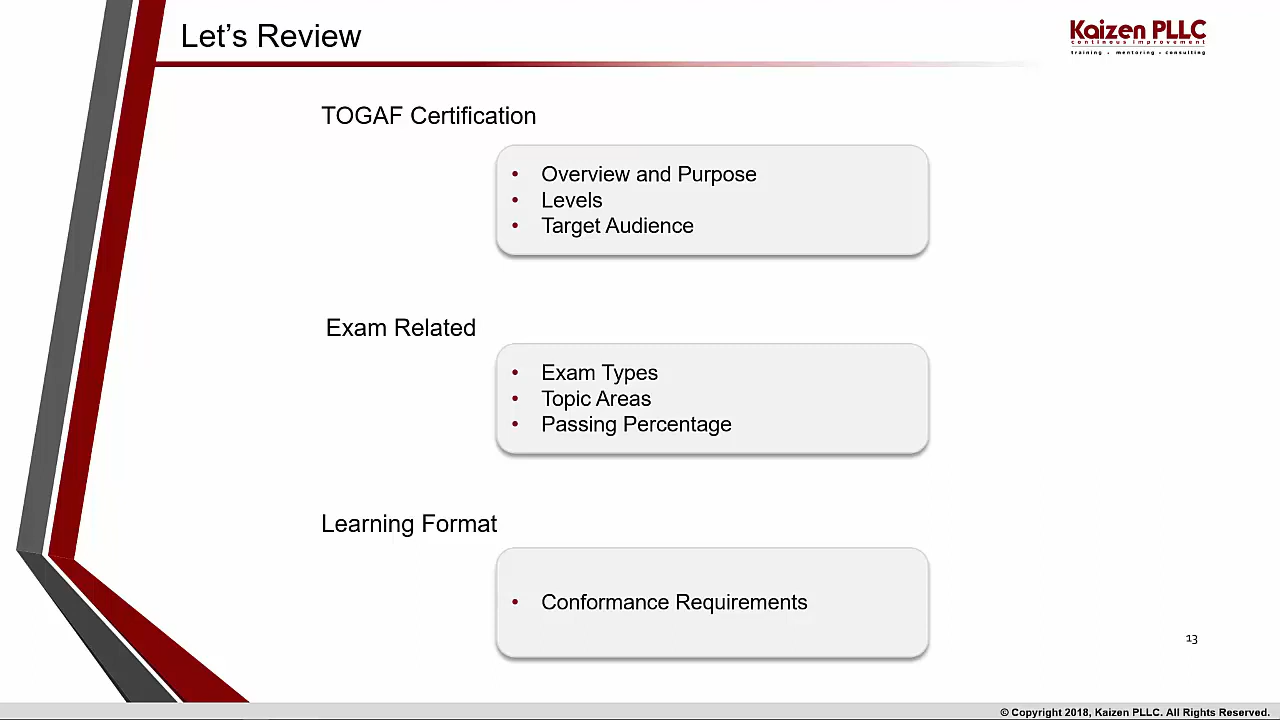 Let’s Review
Kaizen PLLC
continous improvement
training . mentoring . consulting
TOGAF Certification
• Overview and Purpose
• Levels
• Target Audience
Exam Related
• Exam Types
• Topic Areas
• Passing Percentage
Learning Format
• Conformance Requirements
13
© Copyright 2018, Kaizen PLLC. All Rights Reserved.